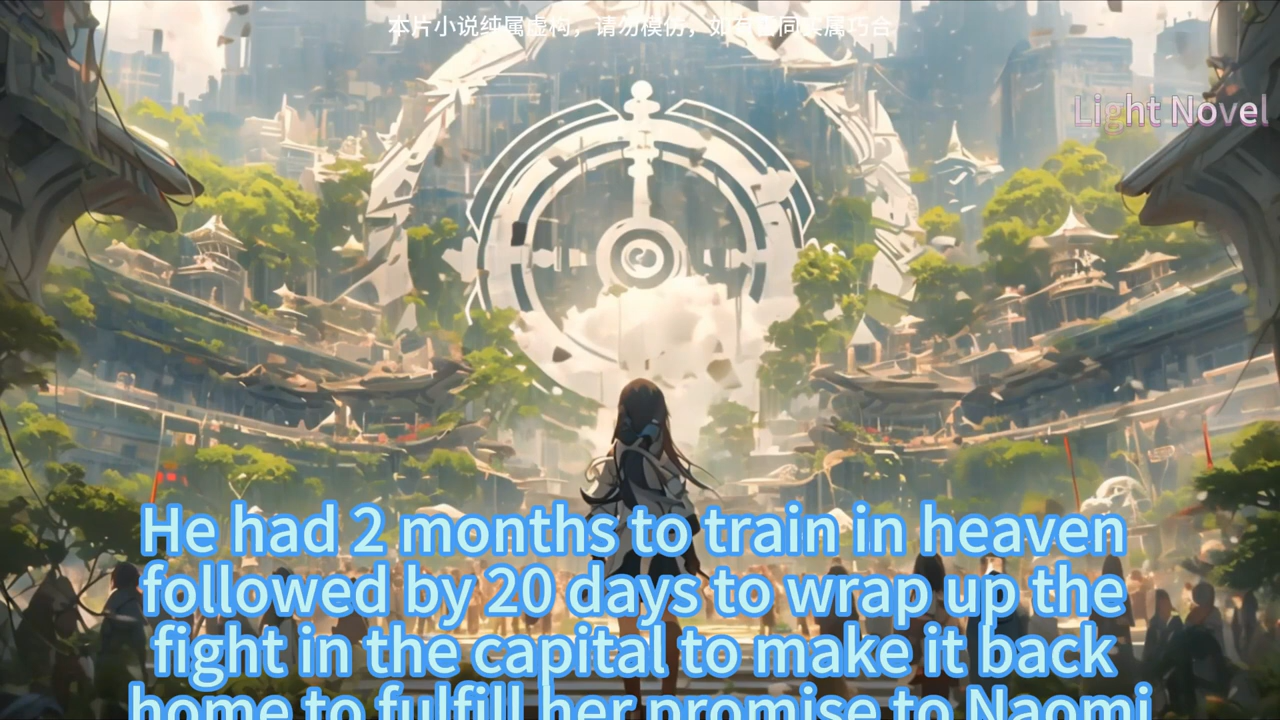 本片小说纯属虚构，请勿模仿，如有雷同实属巧合
Light Novel
He had 2 months to train in heaven
followed by 20 days to wrap up the
fight in the capital to make it back
home to fulfill her promise to Naomi